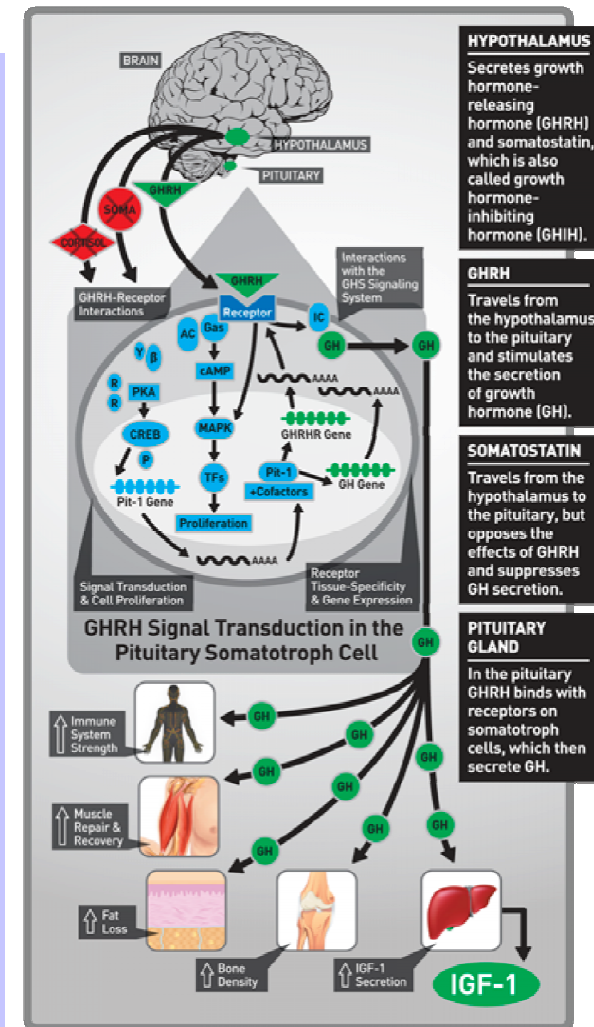 BRAIN
HYPOTHALAMUS
PITUITARY
GHRH
SOMA
CORTISOL
GHRH-Receptor
Interactions
Interactions
with the
GHS Signaling
System
GHRH
Receptor
IC
GH
GH
AC
Gas
cAMP
γ
β
R
R
PKA
CREB
P
Pit-1 Gene
MAPK
TFs
Proliferation
AAAA
AAAA
GHRHR Gene
Pit-1
+Cofactors
GH Gene
AAAA
Signal Transduction
& Cell Proliferation
Receptor
Tissue-Specificity
& Gene Expression
GHRH Signal Transduction in the
Pituitary Somatotroph Cell
GH
GH
GH
GH
GH
GH
GH
GH
GH
Immune
System
Strength
Muscle
Repair &
Recovery
Fat
Loss
Bone
Density
IGF-1
Secretion
IGF-1
HYPOTHALAMUS
Secretes growth
hormone-
releasing
hormone (GHRH)
and somatostatin,
which is also
called growth
hormone-
inhibiting
hormone (GHIH).
GHRH
Travels from
the hypothalamus
to the pituitary
and stimulates
the secretion
of growth
hormone (GH).
SOMATOSTATIN
Travels from the
hypothalamus to
the pituitary, but
opposes the
effects of GHRH
and suppresses
GH secretion.
PITUITARY
GLAND
In the pituitary
GHRH binds with
receptors on
somatotroph
cells, which then
secrete GH.